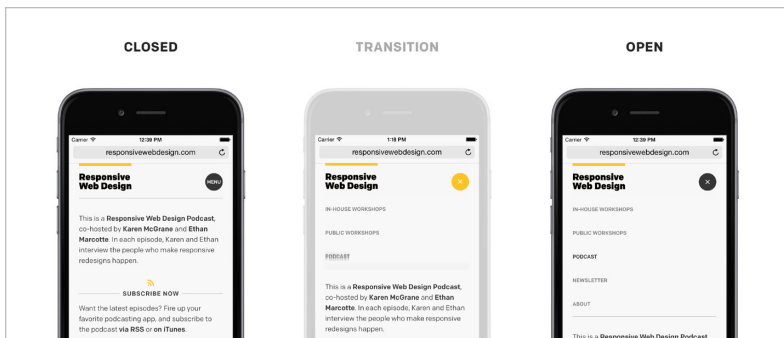 CLOSED
TRANSITION
OPEN
Carrier 12:39 PM
responsivewebdesign.com
Responsive
Web Design
MENU
This is a Responsive Web Design Podcast,
co-hosted by Karen McGrane and Ethan
Marcotte. In each episode, Karen and Ethan
interview the people who make responsive
redesigns happen.
SUBSCRIBE NOW
Want the latest episodes? Fire up your
favorite podcasting app, and subscribe to
the podcast via RSS or on iTunes.
Carrier 1:18 PM
responsivewebdesign.com
Responsive
Web Design
×
IN-HOUSE WORKSHOPS
PUBLIC WORKSHOPS
PODCAST
This is a Responsive Web Design Podcast,
co-hosted by Karen McGrane and Ethan
Marcotte. In each episode, Karen and Ethan
interview the people who make responsive
redesigns happen.
Carrier 12:39 PM
responsivewebdesign.com
Responsive
Web Design
×
IN-HOUSE WORKSHOPS
PUBLIC WORKSHOPS
PODCAST
NEWSLETTER
ABOUT
This is a Responsive Web Design Podcast